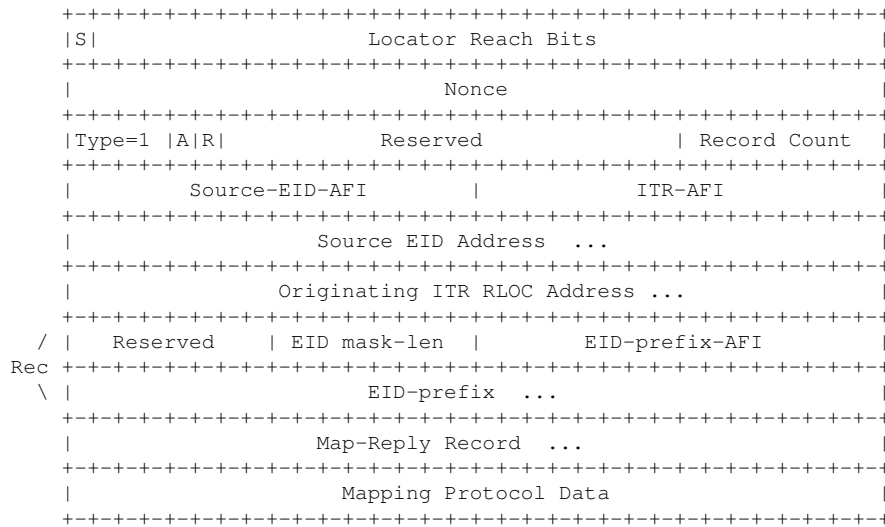 +-+-+-+-+-+-+-+-+-+-+-+-+-+-+-+-+-+-+-+-+-+-+-+-+-+-+-+-+-+-+-+-+
|S| Locator Reach Bits |
+-+-+-+-+-+-+-+-+-+-+-+-+-+-+-+-+-+-+-+-+-+-+-+-+-+-+-+-+-+-+-+-+
| Nonce |
+-+-+-+-+-+-+-+-+-+-+-+-+-+-+-+-+-+-+-+-+-+-+-+-+-+-+-+-+-+-+-+-+
|Type=1 |A|R| Reserved | Record Count |
+-+-+-+-+-+-+-+-+-+-+-+-+-+-+-+-+-+-+-+-+-+-+-+-+-+-+-+-+-+-+-+-+
| Source-EID-AFI | ITR-AFI |
+-+-+-+-+-+-+-+-+-+-+-+-+-+-+-+-+-+-+-+-+-+-+-+-+-+-+-+-+-+-+-+-+
| Source EID Address ... |
+-+-+-+-+-+-+-+-+-+-+-+-+-+-+-+-+-+-+-+-+-+-+-+-+-+-+-+-+-+-+-+-+
| Originating ITR RLOC Address ... |
+-+-+-+-+-+-+-+-+-+-+-+-+-+-+-+-+-+-+-+-+-+-+-+-+-+-+-+-+-+-+-+-+
/ | Reserved | EID mask-len | EID-prefix-AFI |
Rec +-+-+-+-+-+-+-+-+-+-+-+-+-+-+-+-+-+-+-+-+-+-+-+-+-+-+-+-+-+-+-+-+
\ | EID-prefix ... |
+-+-+-+-+-+-+-+-+-+-+-+-+-+-+-+-+-+-+-+-+-+-+-+-+-+-+-+-+-+-+-+-+
| Map-Reply Record ... |
+-+-+-+-+-+-+-+-+-+-+-+-+-+-+-+-+-+-+-+-+-+-+-+-+-+-+-+-+-+-+-+-+
| Mapping Protocol Data |
+-+-+-+-+-+-+-+-+-+-+-+-+-+-+-+-+-+-+-+-+-+-+-+-+-+-+-+-+-+-+-+-+